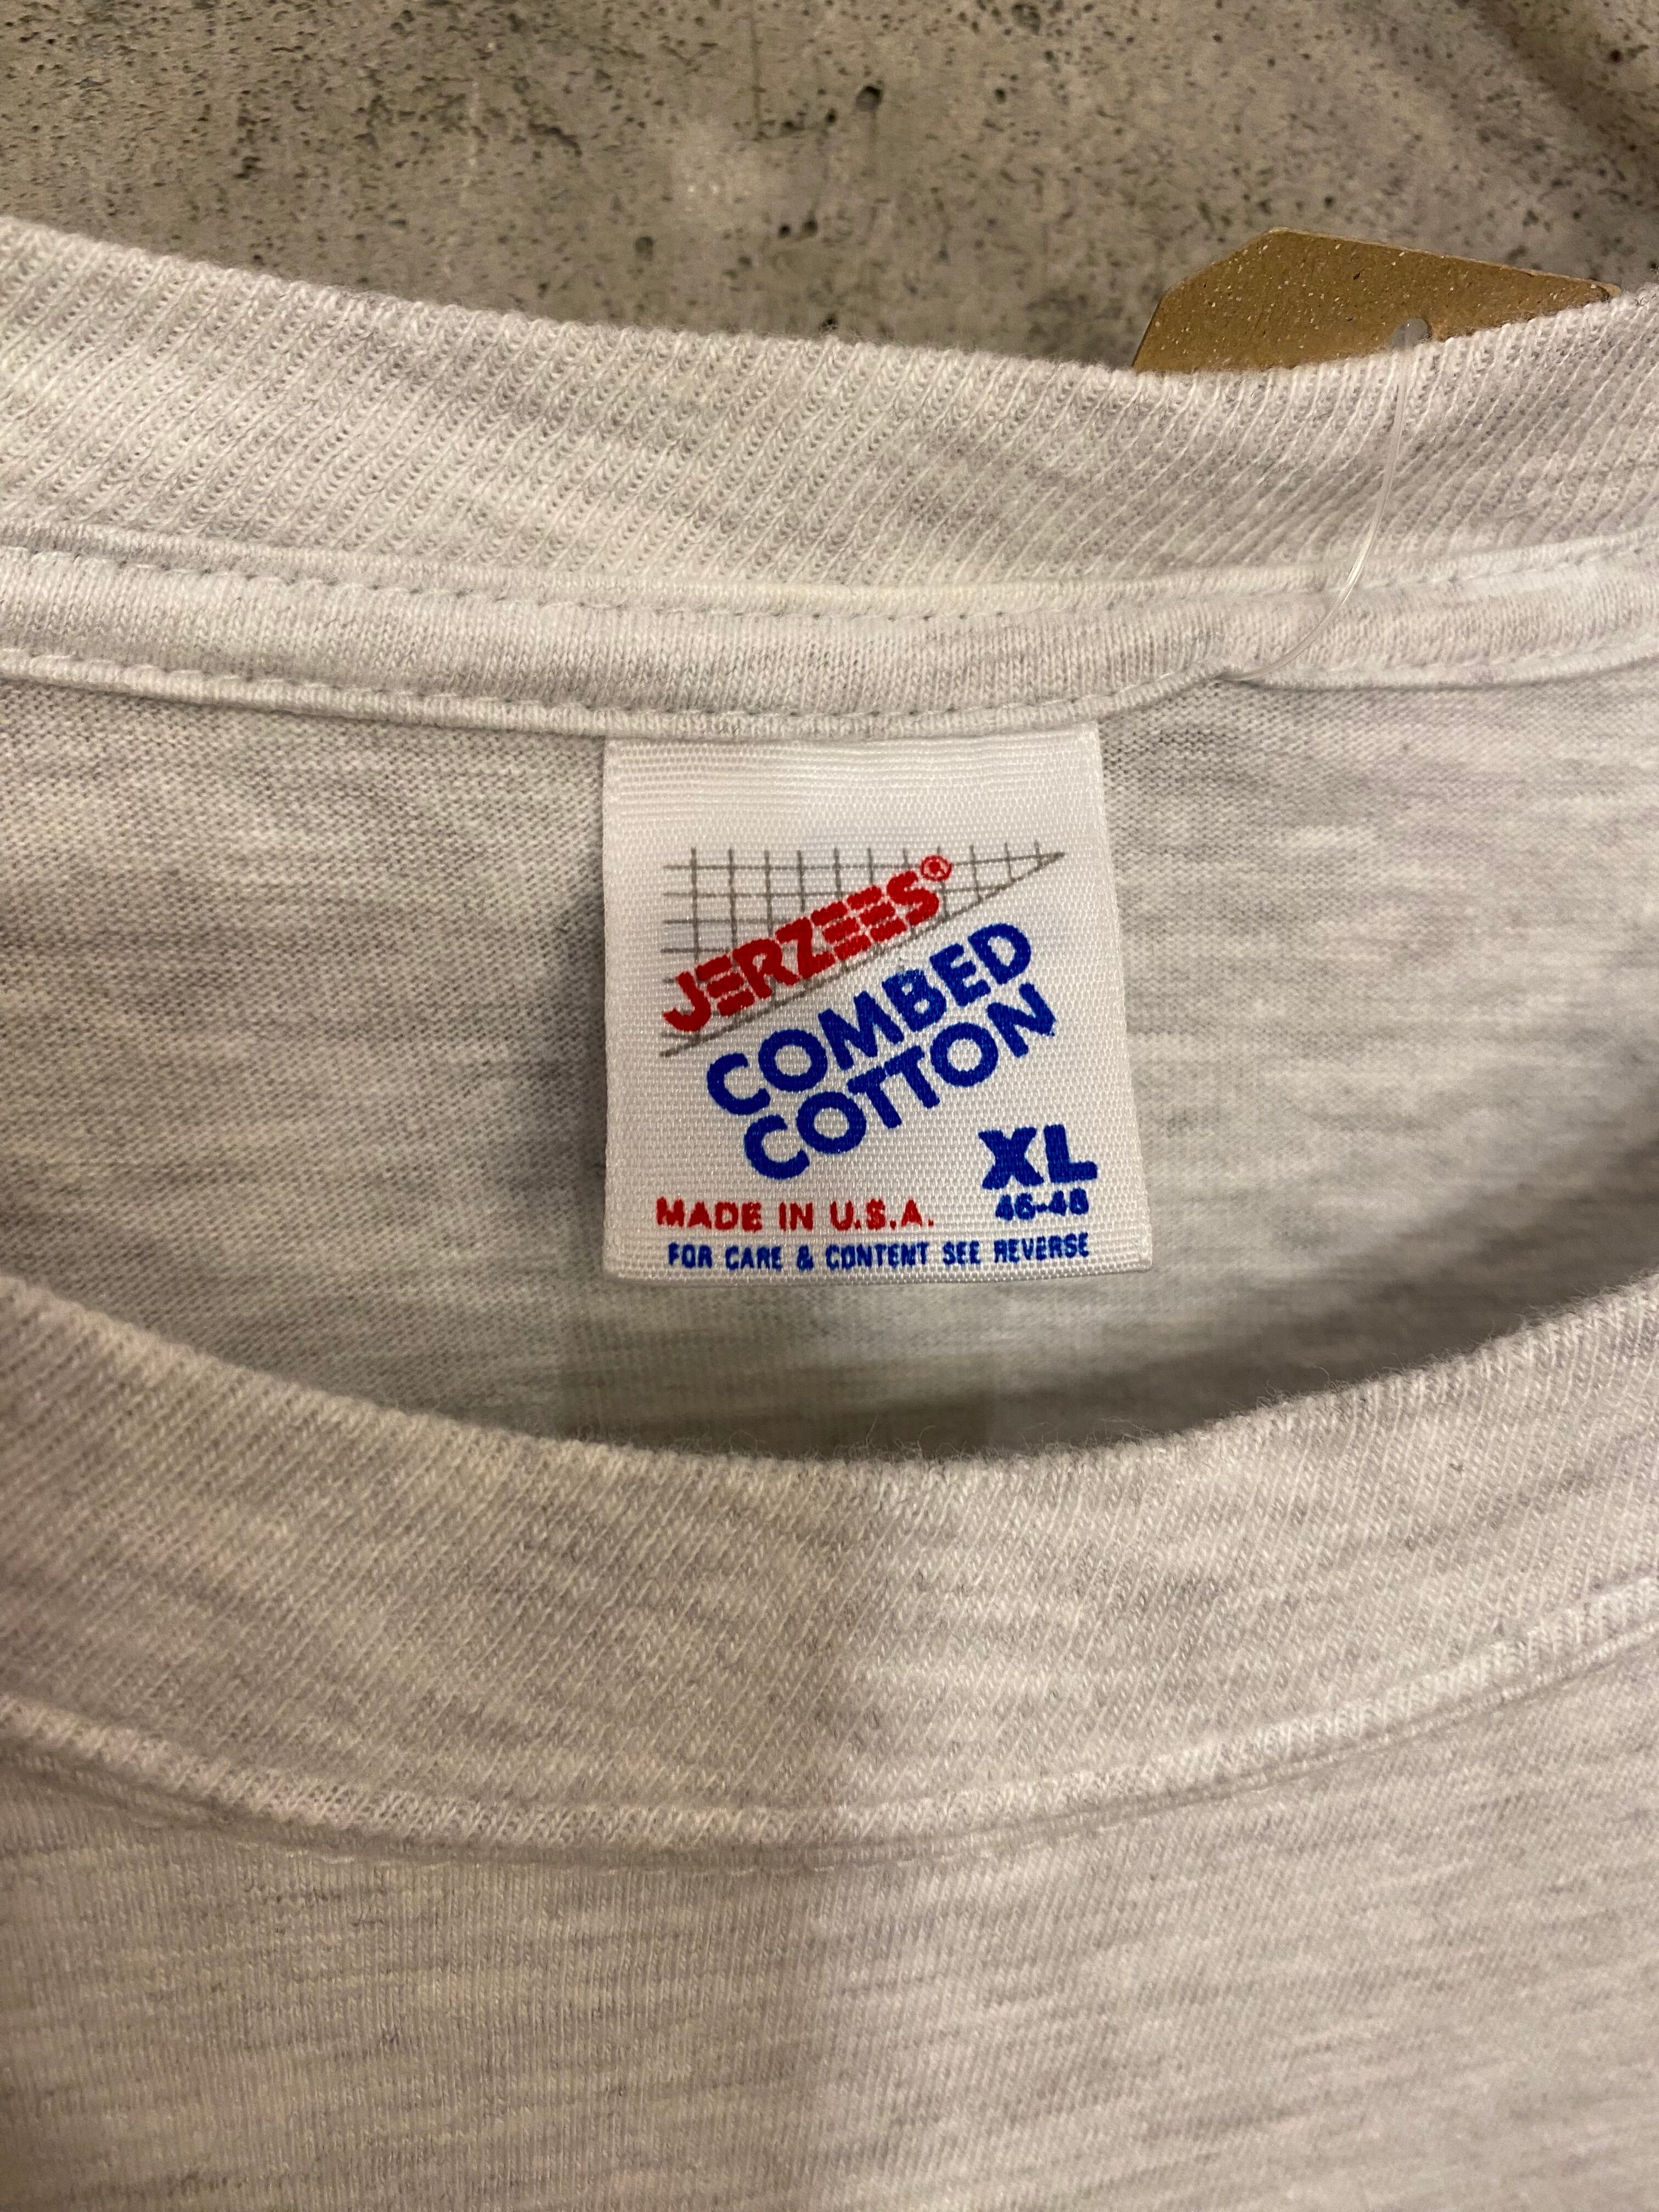 JERZEES®
COMBED
COTTON
XL
46-48
MADE IN U.S.A.
FOR CARE & CONTENT SEE REVERSE